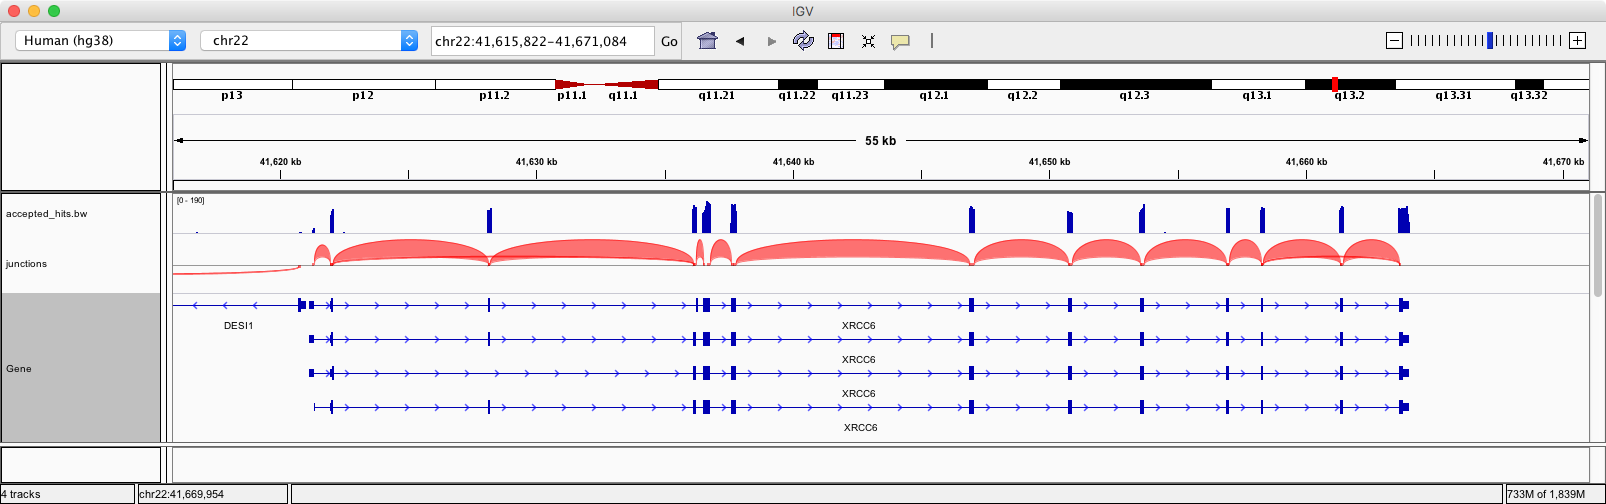 IGV
Human (hg38) chr22 chr22:41,615,822-41,671,084 Go
p13 p12 p11.2 p11.1 q11.1 q11.21 q11.22 q11.23 q12.1 q12.2 q12.3 q13.1 q13.2 q13.31 q13.32
55 kb
41,620 kb 41,630 kb 41,640 kb 41,650 kb 41,660 kb 41,670 kb
[0 - 190]
accepted_hits.bw
junctions
DESI1 XRCC6
XRCC6
Gene
XRCC6
XRCC6
4 tracks chr22:41,669,954 733M of 1,839M